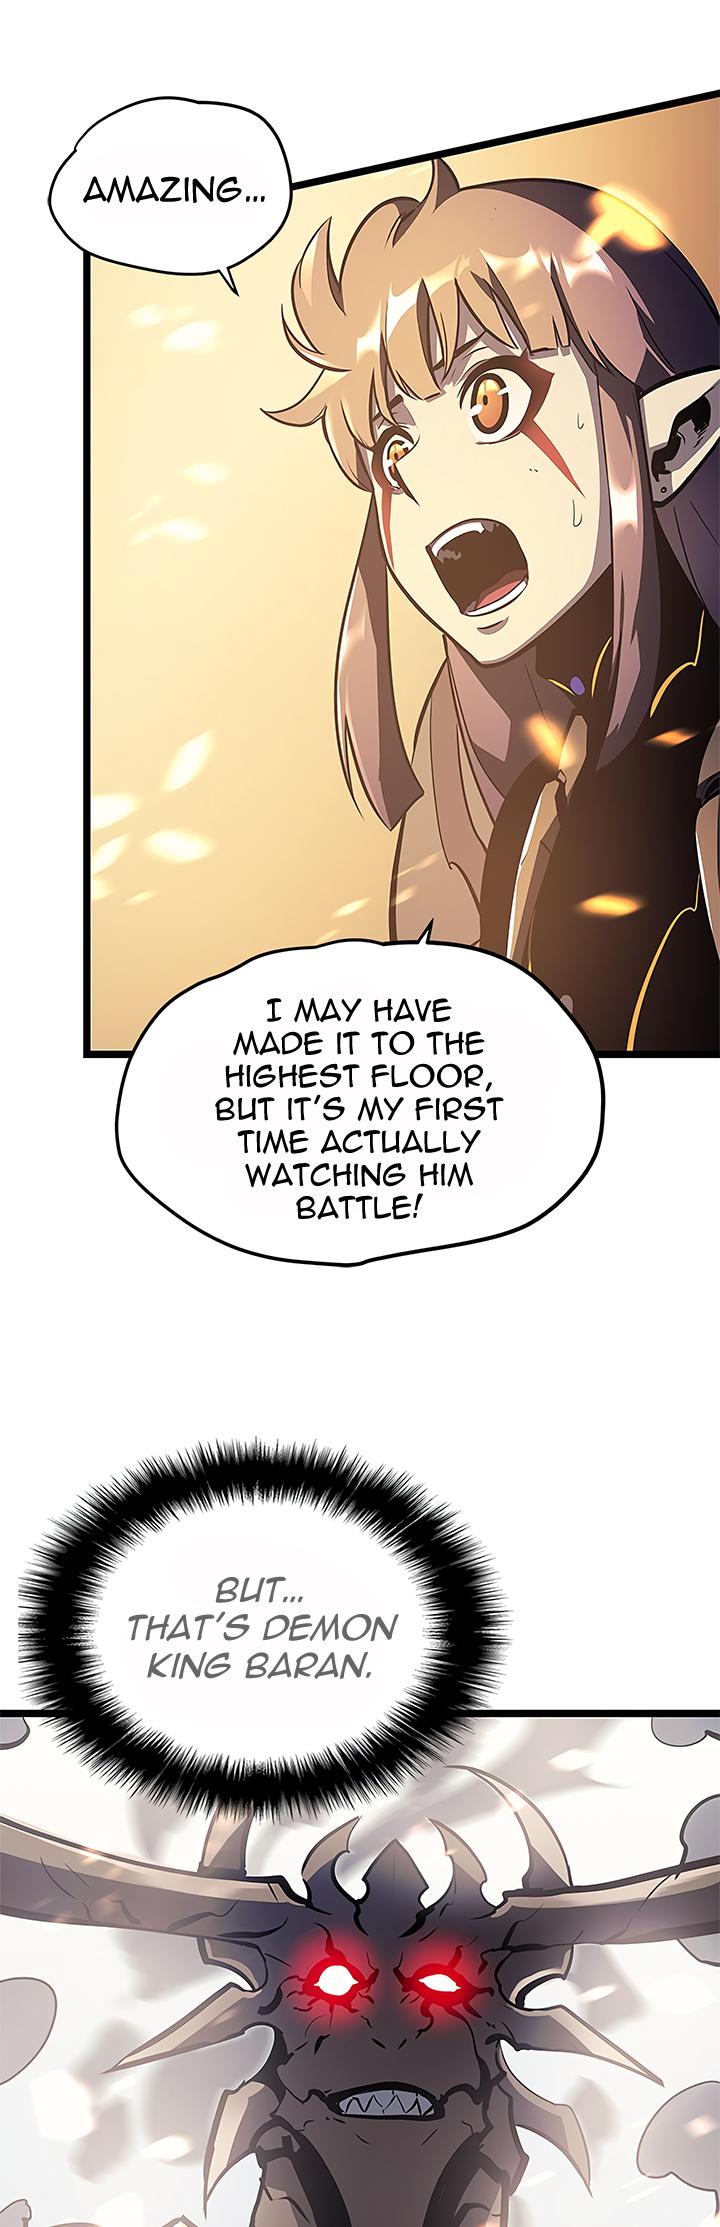 AMAZING...
I MAY HAVE
MADE IT TO THE
HIGHEST FLOOR,
BUT IT'S MY FIRST
TIME ACTUALLY
WATCHING HIM
BATTLE!
BUT...
THAT'S DEMON
KING BARAN.